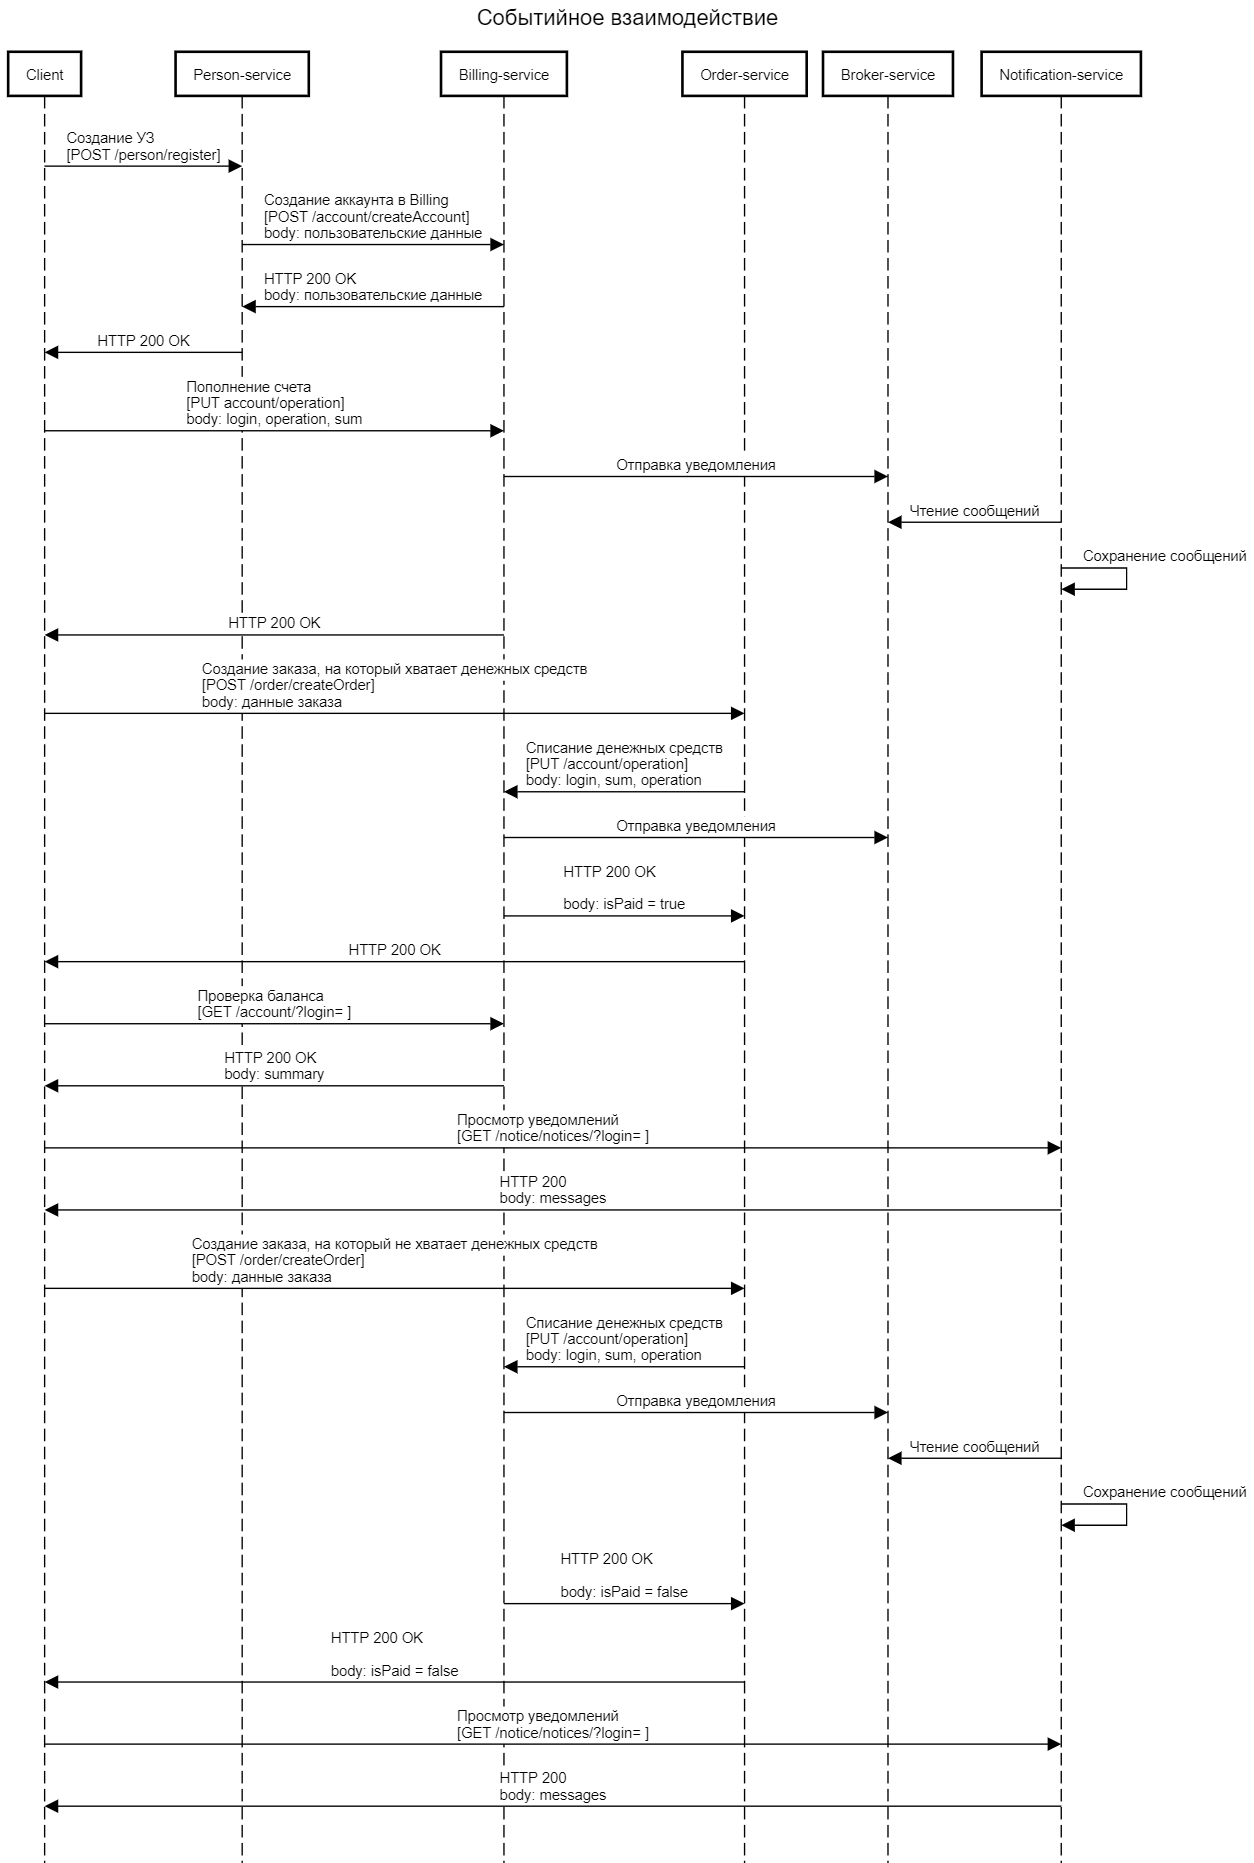 Событийное взаимодействие
Client
Person-service
Billing-service
Order-service
Broker-service
Notification-service
Создание УЗ
[POST /person/register]
Создание аккаунта в Billing
[POST /account/createAccount]
body: пользовательские данные
HTTP 200 OK
body: пользовательские данные
HTTP 200 OK
Пополнение счета
[PUT account/operation]
body: login, operation, sum
Отправка уведомления
Чтение сообщений
Сохранение сообщений
HTTP 200 OK
Создание заказа, на который хватает денежных средств
[POST /order/createOrder]
body: данные заказа
Списание денежных средств
[PUT /account/operation]
body: login, sum, operation
Отправка уведомления
HTTP 200 OK
body: isPaid = true
HTTP 200 OK
Проверка баланса
[GET /account/?login= ]
HTTP 200 OK
body: summary
Просмотр уведомлений
[GET /notice/notices/?login= ]
HTTP 200
body: messages
Создание заказа, на который не хватает денежных средств
[POST /order/createOrder]
body: данные заказа
Списание денежных средств
[PUT /account/operation]
body: login, sum, operation
Отправка уведомления
Чтение сообщений
Сохранение сообщений
HTTP 200 OK
body: isPaid = false
HTTP 200 OK
body: isPaid = false
Просмотр уведомлений
[GET /notice/notices/?login= ]
HTTP 200
body: messages